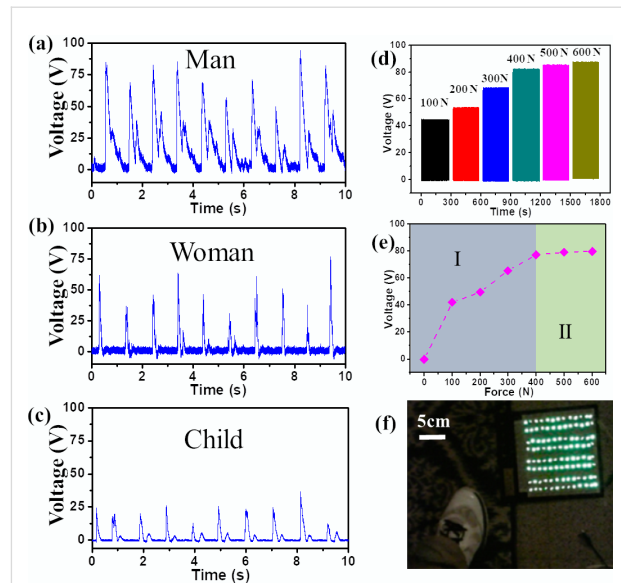 (a)
Man
Voltage (V)
100
75
50
25
0
0 2 4 6 8 10
Time (s)
(b)
Woman
Voltage (V)
100
75
50
25
0
0 2 4 6 8 10
Time (s)
(c)
Child
Voltage (V)
100
75
50
25
0
0 2 4 6 8 10
Time (s)
(d)
100 N 200 N 300N 400 N 500 N 600 N
Voltage (V)
100
80
60
40
20
0
0 300 600 900 1200 1500 1800
Time (s)
(e)
I
II
Voltage (V)
100
80
60
40
20
0
0 100 200 300 400 500 600
Force (N)
(f)
5cm